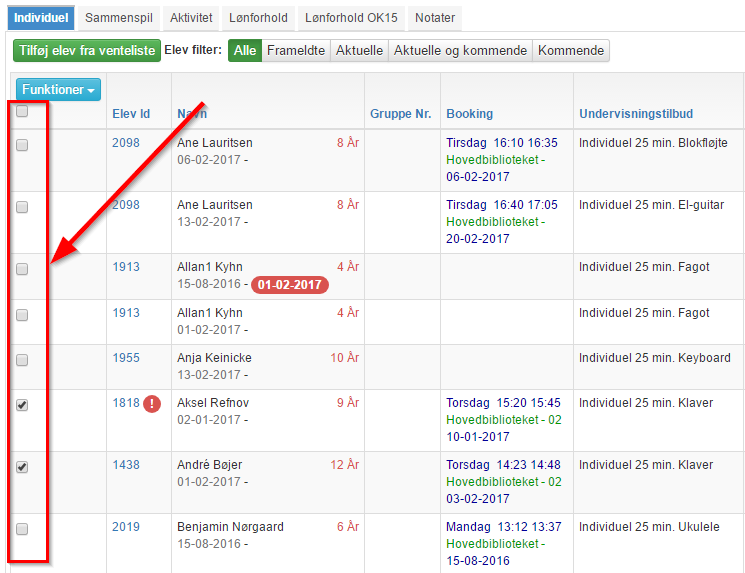 Individuel Sammenspil Aktivitet Lønforhold Lønforhold OK15 Notater
Tilføj elev fra venteliste Elev filter: Alle Frameldte Aktuelle Aktuelle og kommende Kommende
Funktioner
Elev Id Navn Gruppe Nr. Booking Undervisningstilbud
2098 Ane Lauritsen 8 År Tirsdag 16:10 16:35 Individuel 25 min. Blokfløjte
06-02-2017 - Hovedbiblioteket -
06-02-2017
2098 Ane Lauritsen 8 År Tirsdag 16:40 17:05 Individuel 25 min. El-guitar
13-02-2017 - Hovedbiblioteket -
20-02-2017
1913 Allan1 Kyhn 4 År Individuel 25 min. Fagot
15-08-2016 - 01-02-2017
1913 Allan1 Kyhn 4 År Individuel 25 min. Fagot
01-02-2017 -
1955 Anja Keinicke 10 År Individuel 25 min. Keyboard
13-02-2017 -
1818 ! Aksel Refnov 9 År Torsdag 15:20 15:45 Individuel 25 min. Klaver
02-01-2017 - Hovedbiblioteket - 02
10-01-2017
1438 André Bøjer 12 År Torsdag 14:23 14:48 Individuel 25 min. Klaver
01-02-2017 - Hovedbiblioteket - 02
03-02-2017
2019 Benjamin Nørgaard 6 År Mandag 13:12 13:37 Individuel 25 min. Ukulele
15-08-2016 - Hovedbiblioteket -
15-08-2016